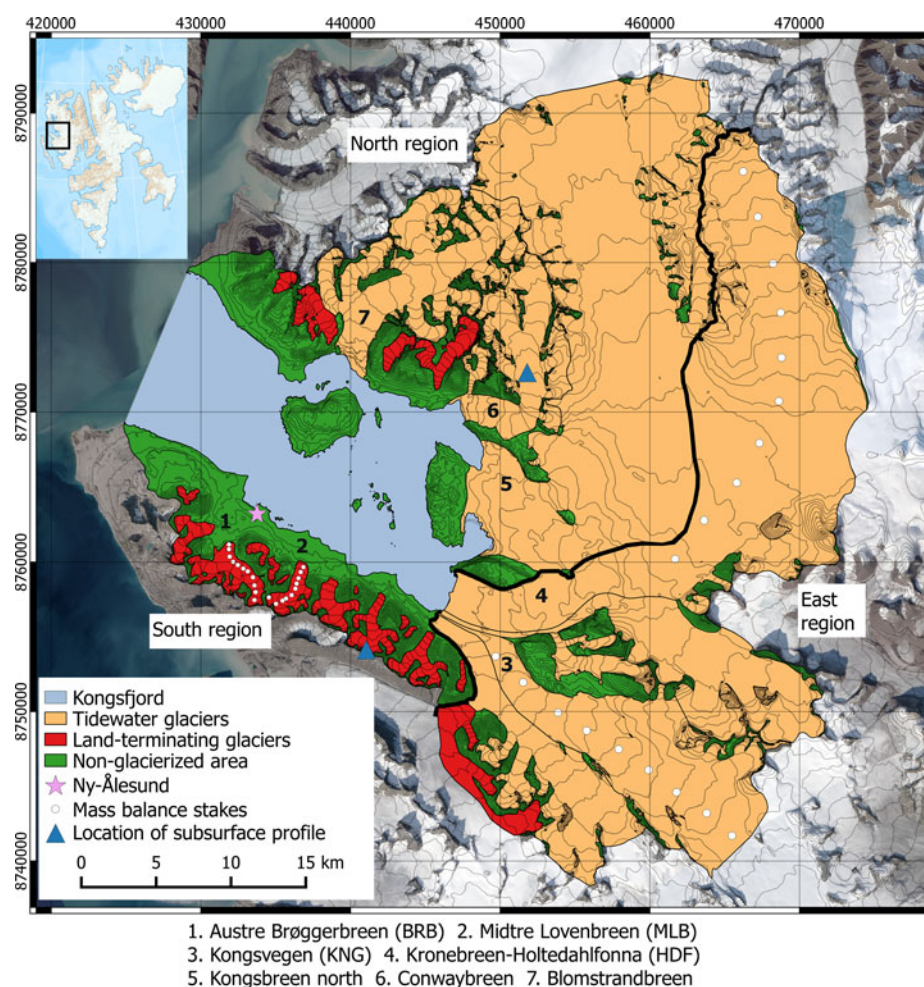 420000 430000 440000 450000 460000 470000
8790000
8780000
8770000
8760000
8750000
8740000
North region
7
6
5
1
2
4
East
region
South region
3
Kongsfjord
Tidewater glaciers
Land-terminating glaciers
Non-glacierized area
Ny-Ålesund
Mass balance stakes
Location of subsurface profile
0 5 10 15 km
1. Austre Brøggerbreen (BRB) 2. Midtre Lovenbreen (MLB)
3. Kongsvegen (KNG) 4. Kronebreen-Holtedahlfonna (HDF)
5. Kongsbreen north 6. Conwaybreen 7. Blomstrandbreen